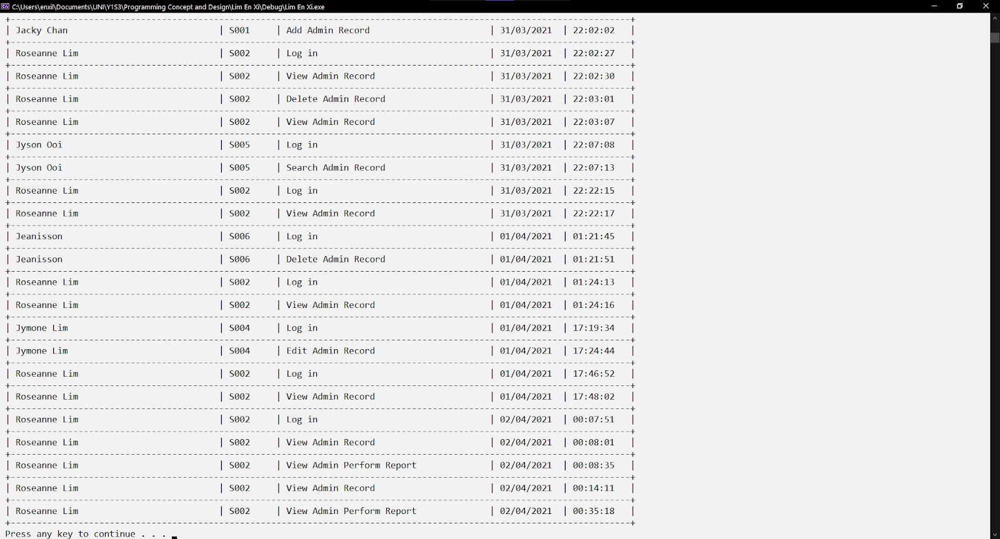 C:\Users\enxil\Documents\UNI\Y1S3\Programming Concept and Design\Lim En Xi\Debug\Lim En Xi.exe
| Jacky Chan | S001 | Add Admin Record | 31/03/2021 | 22:02:02 |
| Roseanne Lim | S002 | Log in | 31/03/2021 | 22:02:27 |
| Roseanne Lim | S002 | View Admin Record | 31/03/2021 | 22:02:30 |
| Roseanne Lim | S002 | Delete Admin Record | 31/03/2021 | 22:03:01 |
| Roseanne Lim | S002 | View Admin Record | 31/03/2021 | 22:03:07 |
| Jyson Ooi | S005 | Log in | 31/03/2021 | 22:07:08 |
| Jyson Ooi | S005 | Search Admin Record | 31/03/2021 | 22:07:13 |
| Roseanne Lim | S002 | Log in | 31/03/2021 | 22:22:15 |
| Roseanne Lim | S002 | View Admin Record | 31/03/2021 | 22:22:17 |
| Jeanisson | S006 | Log in | 01/04/2021 | 01:21:45 |
| Jeanisson | S006 | Delete Admin Record | 01/04/2021 | 01:21:51 |
| Roseanne Lim | S002 | Log in | 01/04/2021 | 01:24:13 |
| Roseanne Lim | S002 | View Admin Record | 01/04/2021 | 01:24:16 |
| Jymone Lim | S004 | Log in | 01/04/2021 | 17:19:34 |
| Jymone Lim | S004 | Edit Admin Record | 01/04/2021 | 17:24:44 |
| Roseanne Lim | S002 | Log in | 01/04/2021 | 17:46:52 |
| Roseanne Lim | S002 | View Admin Record | 01/04/2021 | 17:48:02 |
| Roseanne Lim | S002 | Log in | 02/04/2021 | 00:07:51 |
| Roseanne Lim | S002 | View Admin Record | 02/04/2021 | 00:08:01 |
| Roseanne Lim | S002 | View Admin Perform Report | 02/04/2021 | 00:08:35 |
| Roseanne Lim | S002 | View Admin Record | 02/04/2021 | 00:14:11 |
| Roseanne Lim | S002 | View Admin Perform Report | 02/04/2021 | 00:35:18 |
Press any key to continue . . .